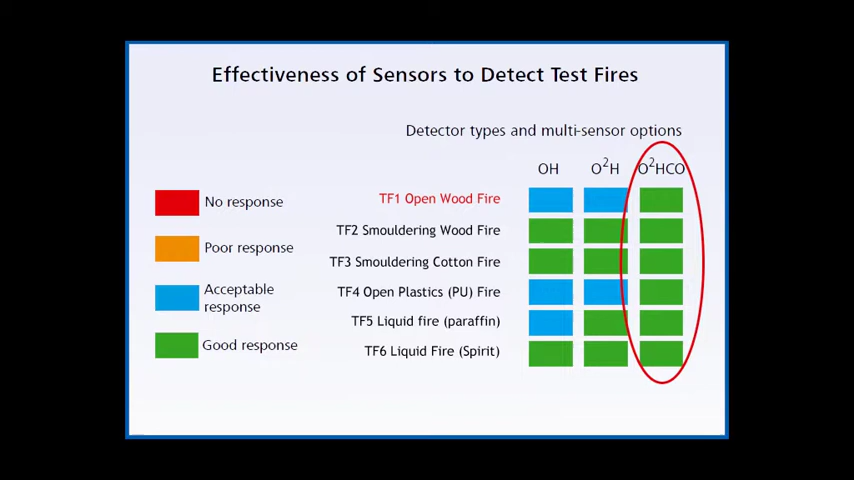 Effectiveness of Sensors to Detect Test Fires
Detector types and multi-sensor options
OH O²H O²HCO
No response
Poor response
Acceptable
response
Good response
TF1 Open Wood Fire
TF2 Smouldering Wood Fire
TF3 Smouldering Cotton Fire
TF4 Open Plastics (PU) Fire
TF5 Liquid fire (paraffin)
TF6 Liquid Fire (Spirit)